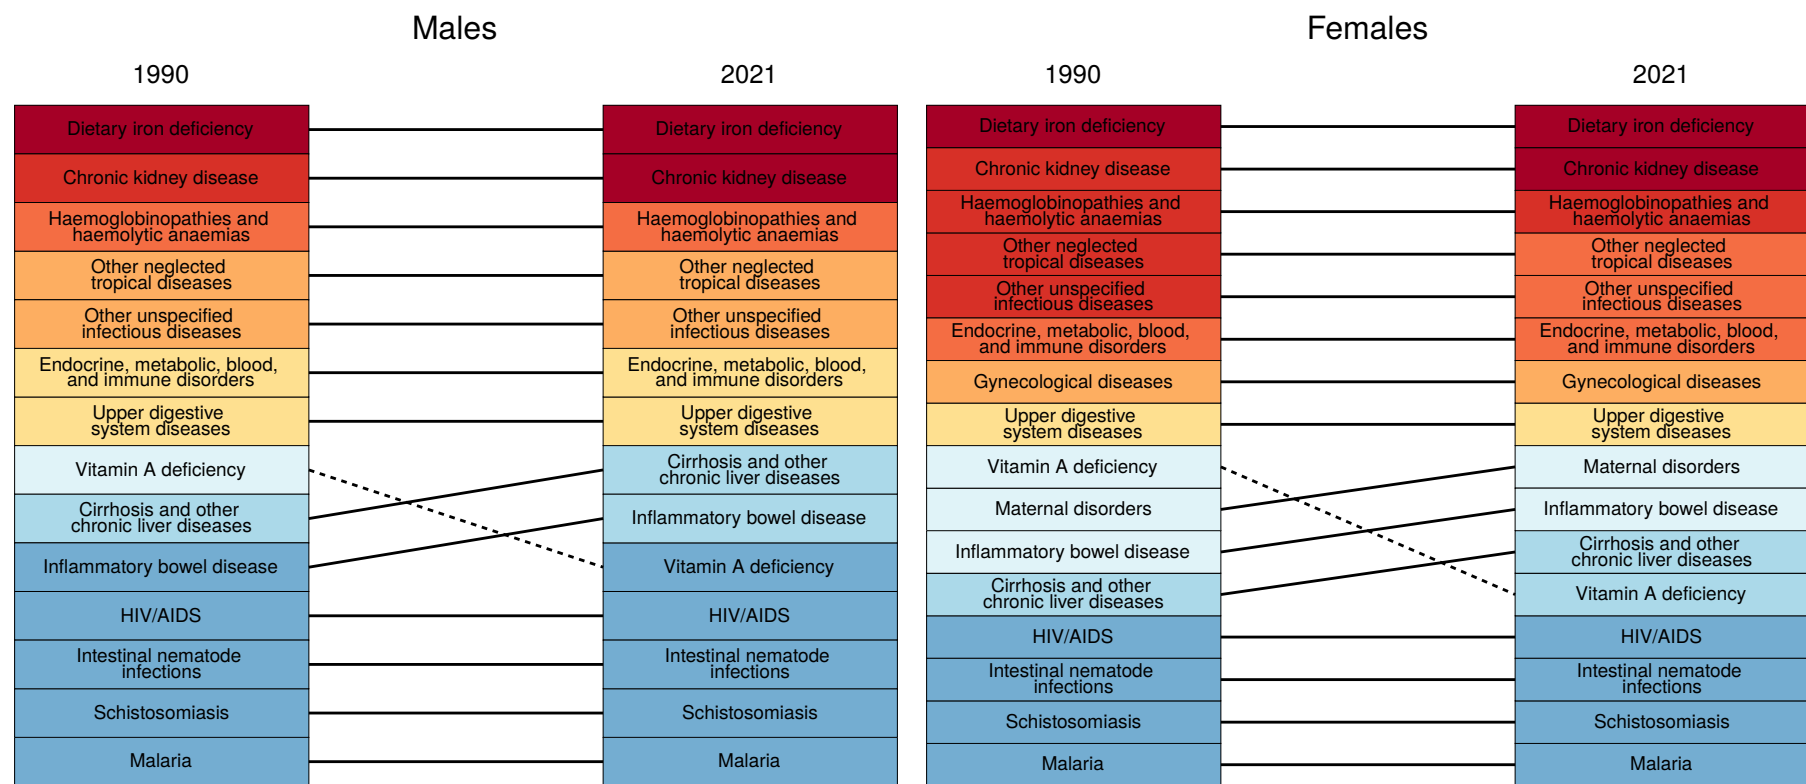 Males
1990
2021
Dietary iron deficiency
Chronic kidney disease
Haemoglobinopathies and
haemolytic anaemias
Other neglected
tropical diseases
Other unspecified
infectious diseases
Endocrine, metabolic, blood,
and immune disorders
Upper digestive
system diseases
Vitamin A deficiency
Cirrhosis and other
chronic liver diseases
Inflammatory bowel disease
HIV/AIDS
Intestinal nematode
infections
Schistosomiasis
Malaria
Dietary iron deficiency
Chronic kidney disease
Haemoglobinopathies and
haemolytic anaemias
Other neglected
tropical diseases
Other unspecified
infectious diseases
Endocrine, metabolic, blood,
and immune disorders
Upper digestive
system diseases
Cirrhosis and other
chronic liver diseases
Inflammatory bowel disease
Vitamin A deficiency
HIV/AIDS
Intestinal nematode
infections
Schistosomiasis
Malaria
Females
1990
2021
Dietary iron deficiency
Chronic kidney disease
Haemoglobinopathies and
haemolytic anaemias
Other neglected
tropical diseases
Other unspecified
infectious diseases
Endocrine, metabolic, blood,
and immune disorders
Gynecological diseases
Upper digestive
system diseases
Vitamin A deficiency
Maternal disorders
Inflammatory bowel disease
Cirrhosis and other
chronic liver diseases
HIV/AIDS
Intestinal nematode
infections
Schistosomiasis
Malaria
Dietary iron deficiency
Chronic kidney disease
Haemoglobinopathies and
haemolytic anaemias
Other neglected
tropical diseases
Other unspecified
infectious diseases
Endocrine, metabolic, blood,
and immune disorders
Gynecological diseases
Upper digestive
system diseases
Maternal disorders
Inflammatory bowel disease
Cirrhosis and other
chronic liver diseases
Vitamin A deficiency
HIV/AIDS
Intestinal nematode
infections
Schistosomiasis
Malaria